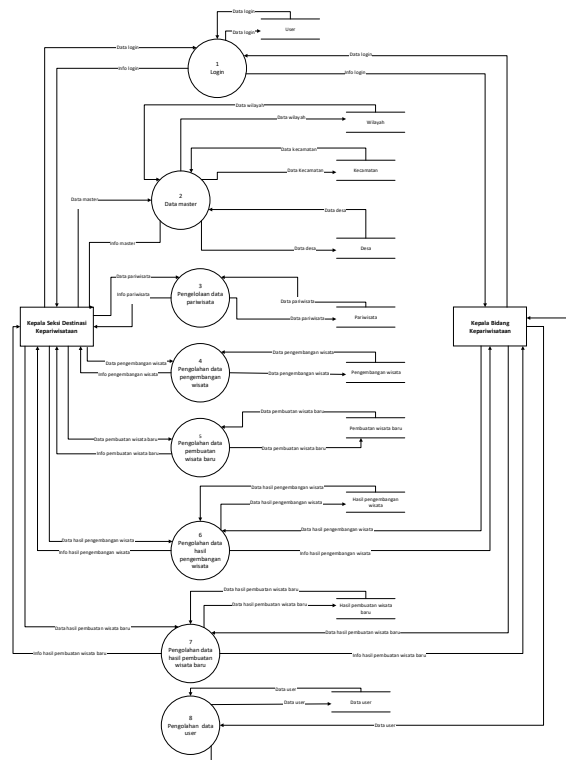 Data login
Data login
User
Data login
Data login
1
Login
Info login
Info login
Data wilayah
Data wilayah
Wilayah
Data kecamatan
Data Kecamatan
Kecamatan
2
Data master
Data master
Data desa
Data desa
Desa
Info master
3
Pengelolaan data
pariwisata
Data pariwisata
Info pariwisata
Data pariwisata
Data pariwisata
Pariwisata
Kepala Seksi Destinasi
Kepariwisataan
Kepala Bidang
Kepariwisataan
4
Pengolahan data
pengembangan
wisata
Data pengembangan wisata
Info pengembangan wisata
Data pengembangan wisata
Data pengembangan wisata
Pengembangan wisata
5
Pengolahan data
pembuatan
wisata baru
Data pembuatan wisata baru
Info pembuatan wisata baru
Data pembuatan wisata baru
Data pembuatan wisata baru
Pembuatan wisata baru
Data hasil pengembangan wisata
Data hasil pengembangan wisata
Hasil pengembangan
wisata
Data hasil pengembangan wisata
6
Pengolahan data
hasil
pengembangan
wisata
Data hasil pengembangan wisata
Info hasil pengembangan wisata
Info hasil pengembangan wisata
Data hasil pembuatan wisata baru
Data hasil pembuatan wisata baru
Hasil pembuatan wisata
baru
Data hasil pembuatan wisata baru
Data hasil pembuatan wisata baru
7
Pengolahan data
hasil pembuatan
wisata baru
Info hasil pembuatan wisata baru
Info hasil pembuatan wisata baru
Data user
Data user
Data user
8
Pengolahan data
user
Data user